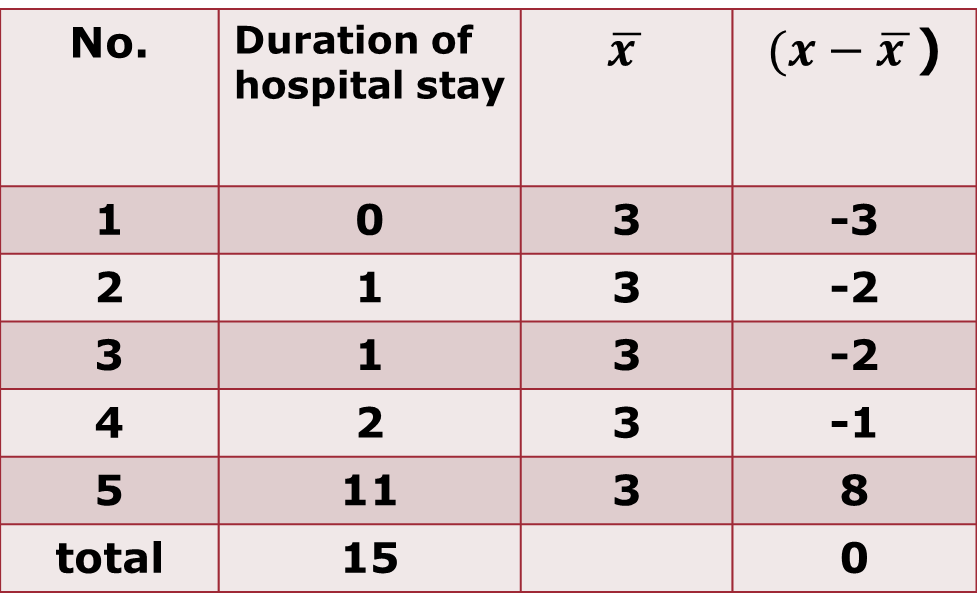 No. Duration of hospital stay x̅ (x − x̅ )
1 0 3 -3
2 1 3 -2
3 1 3 -2
4 2 3 -1
5 11 3 8
total 15 0